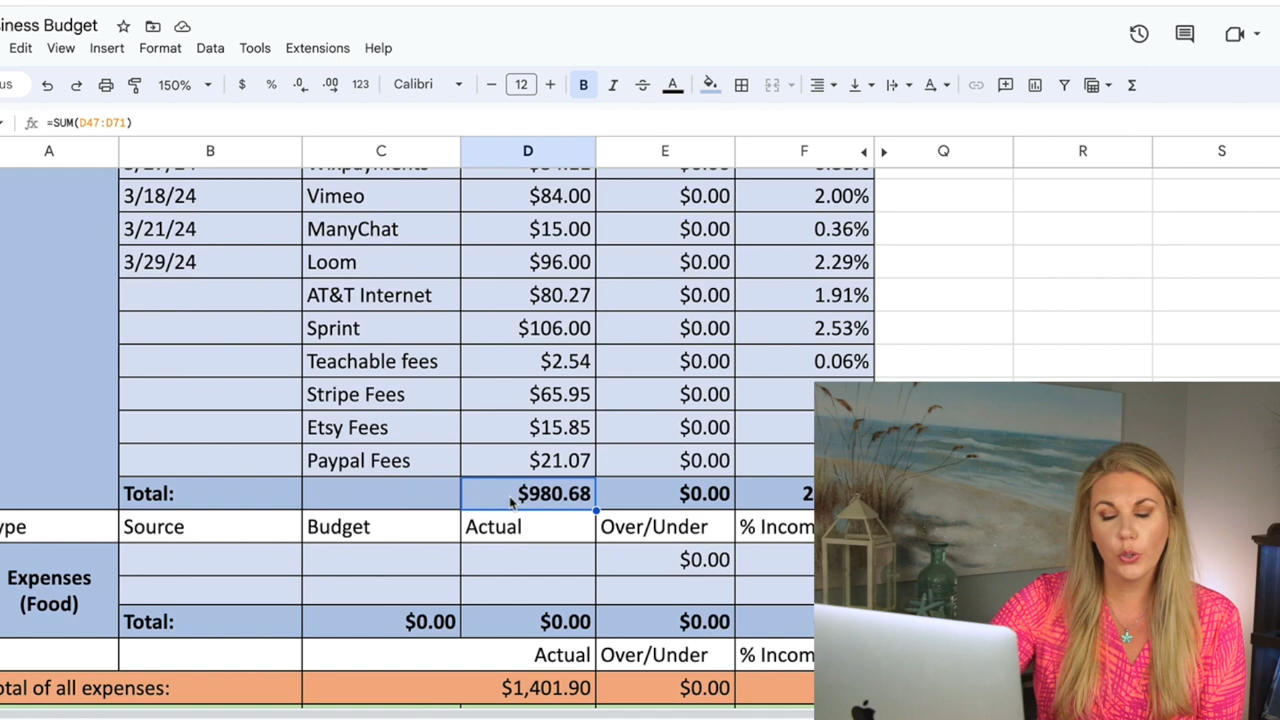 iness Budget
Edit View Insert Format Data Tools Extensions Help
us 150% $ % .0 .00 123 Calibri − 12 + B I A A Σ
fx =SUM(D47:D71)
A B C D E F Q R S
3/18/24 Vimeo $84.00 $0.00 2.00%
3/21/24 ManyChat $15.00 $0.00 0.36%
3/29/24 Loom $96.00 $0.00 2.29%
AT&T Internet $80.27 $0.00 1.91%
Sprint $106.00 $0.00 2.53%
Teachable fees $2.54 $0.00 0.06%
Stripe Fees $65.95 $0.00
Etsy Fees $15.85 $0.00
Paypal Fees $21.07 $0.00
Total: $980.68 $0.00 2
ype Source Budget Actual Over/Under % Incom
$0.00
Expenses
(Food)
Total: $0.00 $0.00 $0.00
Actual Over/Under % Incom
otal of all expenses: $1,401.90 $0.00